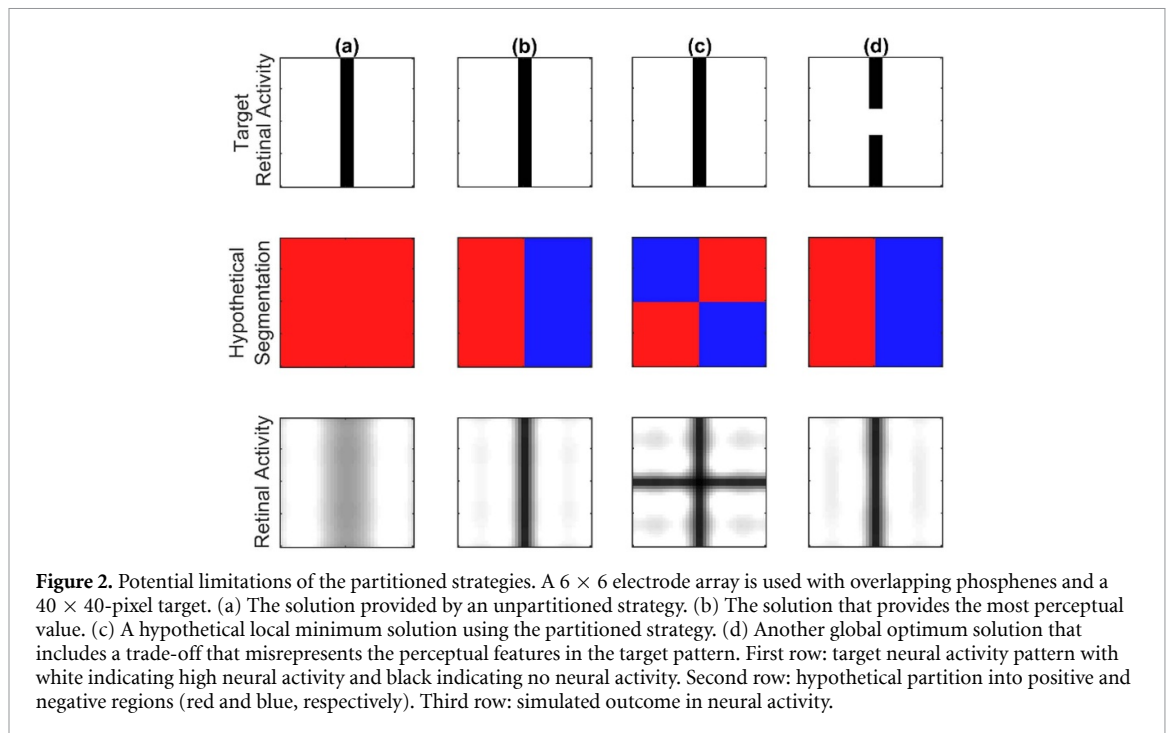 (a)
(b)
(c)
(d)
Target
Retinal Activity
Hypothetical
Segmentation
Retinal Activity
Figure 2. Potential limitations of the partitioned strategies. A 6 × 6 electrode array is used with overlapping phosphenes and a
40 × 40-pixel target. (a) The solution provided by an unpartitioned strategy. (b) The solution that provides the most perceptual
value. (c) A hypothetical local minimum solution using the partitioned strategy. (d) Another global optimum solution that
includes a trade-off that misrepresents the perceptual features in the target pattern. First row: target neural activity pattern with
white indicating high neural activity and black indicating no neural activity. Second row: hypothetical partition into positive and
negative regions (red and blue, respectively). Third row: simulated outcome in neural activity.